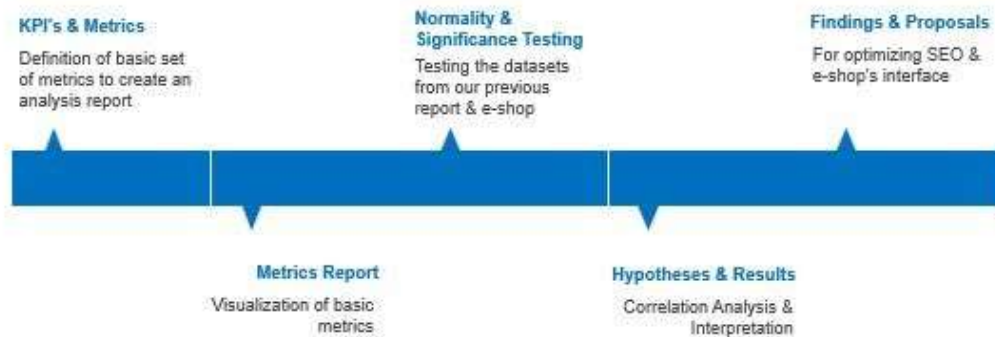 KPI's & Metrics
Definition of basic set
of metrics to create an
analysis report
Normality &
Significance Testing
Testing the datasets
from our previous
report & e-shop
Findings & Proposals
For optimizing SEO &
e-shop's interface
Metrics Report
Visualization of basic
metrics
Hypotheses & Results
Correlation Analysis &
Interpretation